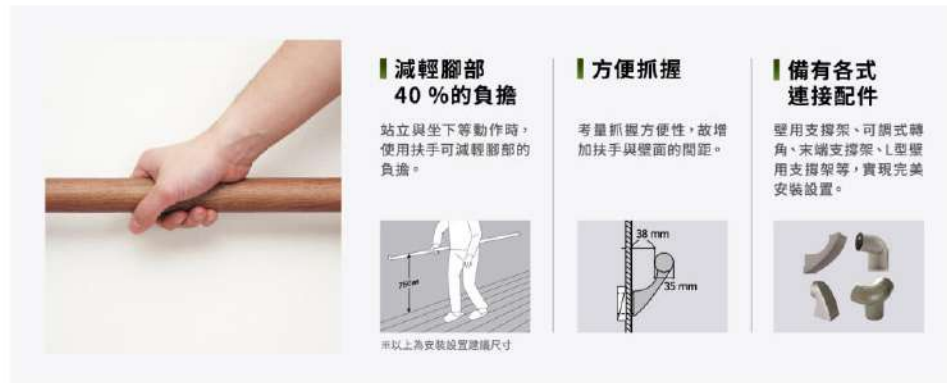 減輕腳部
40 %的負擔
站立與坐下等動作時，
使用扶手可減輕腳部的
負擔。
※以上為安裝設置建議尺寸
方便抓握
考量抓握方便性，故增
加扶手與壁面的間距。
38 mm
35 mm
備有各式
連接配件
壁用支撐架、可調式轉
角、末端支撐架、L型壁
用支撐架等，實現完美
安裝設置。